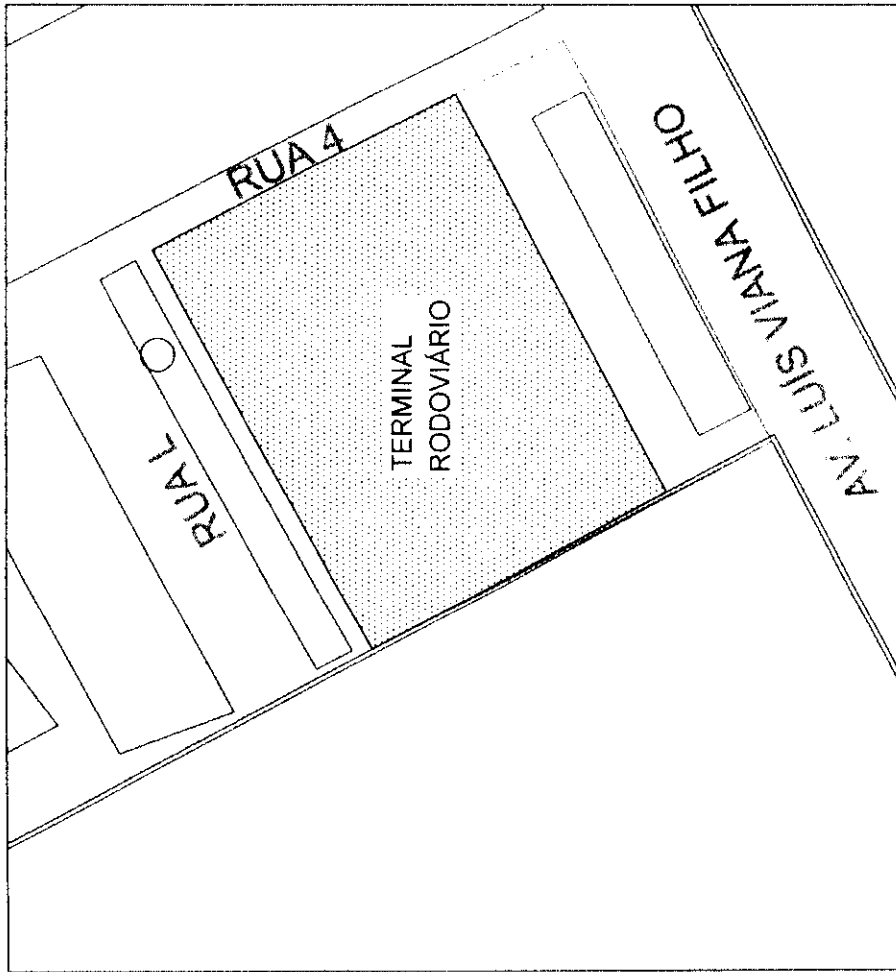 RUA 4
RUA L
TERMINAL
RODOVIÁRIO
AV. LUÍS VIANA FILHO